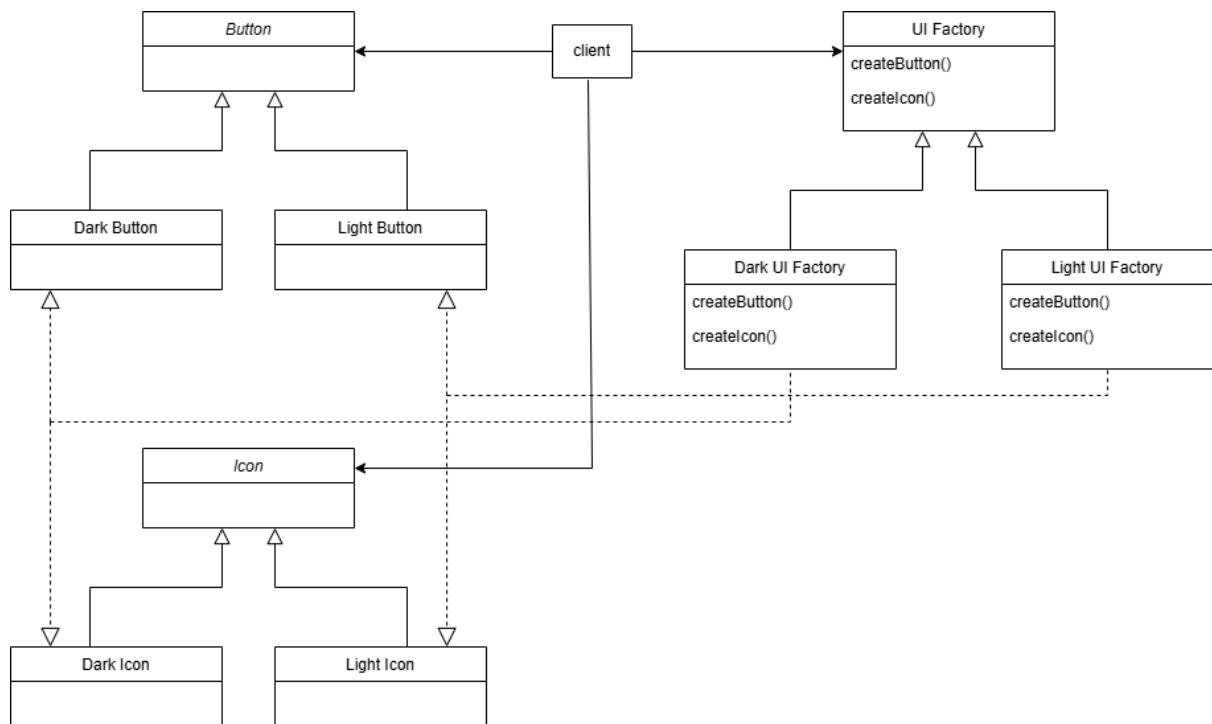 Button
client
UI Factory
createButton()
createIcon()
Dark Button
Light Button
Dark UI Factory
createButton()
createIcon()
Light UI Factory
createButton()
createIcon()
Icon
Dark Icon
Light Icon